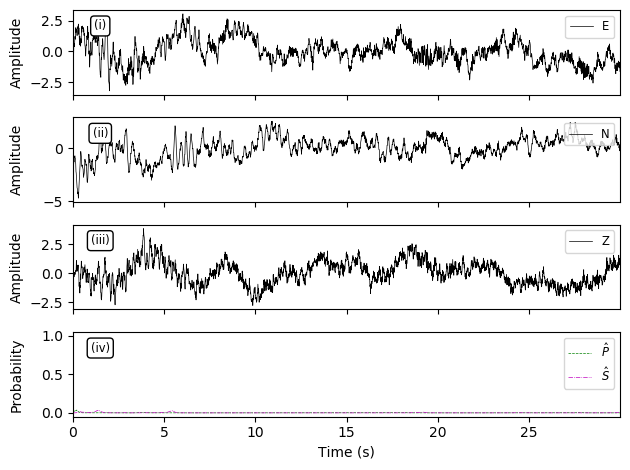 2.5
0.0
−2.5
Amplitude
(i)
E
0
−5
Amplitude
(ii)
N
2.5
0.0
−2.5
Amplitude
(iii)
Z
1.0
0.5
0.0
Probability
(iv)
P̂
Ŝ
0 5 10 15 20 25
Time (s)